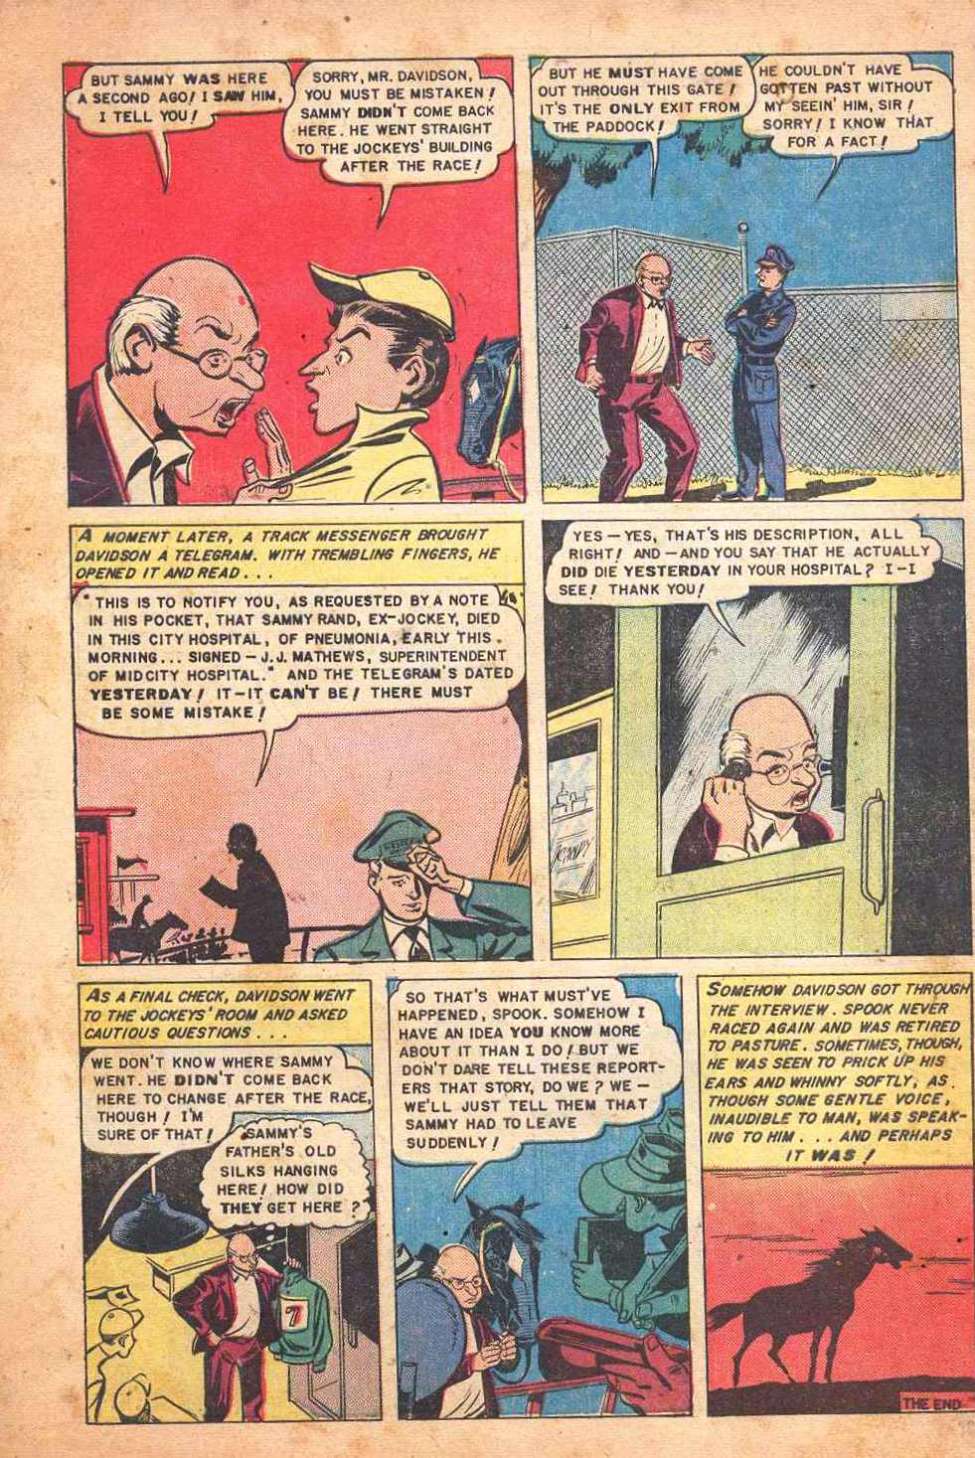 BUT SAMMY WAS HERE
A SECOND AGO! I SAW HIM,
I TELL YOU!
SORRY, MR. DAVIDSON,
YOU MUST BE MISTAKEN!
SAMMY DIDN'T COME BACK
HERE. HE WENT STRAIGHT
TO THE JOCKEYS' BUILDING
AFTER THE RACE!
BUT HE MUST HAVE COME
OUT THROUGH THIS GATE!
IT'S THE ONLY EXIT FROM
THE PADDOCK!
HE COULDN'T HAVE
GOTTEN PAST WITHOUT
MY SEEIN' HIM, SIR!
SORRY! I KNOW THAT
FOR A FACT!
A MOMENT LATER, A TRACK MESSENGER BROUGHT
DAVIDSON A TELEGRAM. WITH TREMBLING FINGERS, HE
OPENED IT AND READ...
"THIS IS TO NOTIFY YOU, AS REQUESTED BY A NOTE
IN HIS POCKET, THAT SAMMY RAND, EX-JOCKEY, DIED
IN THIS CITY HOSPITAL, OF PNEUMONIA, EARLY THIS
MORNING... SIGNED - J.J. MATHEWS, SUPERINTENDENT
OF MIDCITY HOSPITAL." AND THE TELEGRAM'S DATED
YESTERDAY! IT-IT CAN'T BE! THERE MUST
BE SOME MISTAKE!
YES-YES, THAT'S HIS DESCRIPTION, ALL
RIGHT! AND-AND YOU SAY THAT HE ACTUALLY
DID DIE YESTERDAY IN YOUR HOSPITAL? I-I
SEE! THANK YOU!
AS A FINAL CHECK, DAVIDSON WENT
TO THE JOCKEYS' ROOM AND ASKED
CAUTIOUS QUESTIONS...
WE DON'T KNOW WHERE SAMMY
WENT. HE DIDN'T COME BACK
HERE TO CHANGE AFTER THE RACE,
THOUGH! I'M
SURE OF THAT!
SAMMY'S
FATHER'S OLD
SILKS HANGING
HERE! HOW DID
THEY GET HERE?
7
SO THAT'S WHAT MUST'VE
HAPPENED, SPOOK. SOMEHOW I
HAVE AN IDEA YOU KNOW MORE
ABOUT IT THAN I DO! BUT WE
DON'T DARE TELL THESE REPORT-
ERS THAT STORY, DO WE? WE-
WE'LL JUST TELL THEM THAT
SAMMY HAD TO LEAVE
SUDDENLY!
SOMEHOW DAVIDSON GOT THROUGH
THE INTERVIEW. SPOOK NEVER
RACED AGAIN AND WAS RETIRED
TO PASTURE. SOMETIMES, THOUGH,
HE WAS SEEN TO PRICK UP HIS
EARS AND WHINNY SOFTLY, AS
THOUGH SOME GENTLE VOICE,
INAUDIBLE TO MAN, WAS SPEAK-
ING TO HIM... AND PERHAPS
IT WAS!
THE END